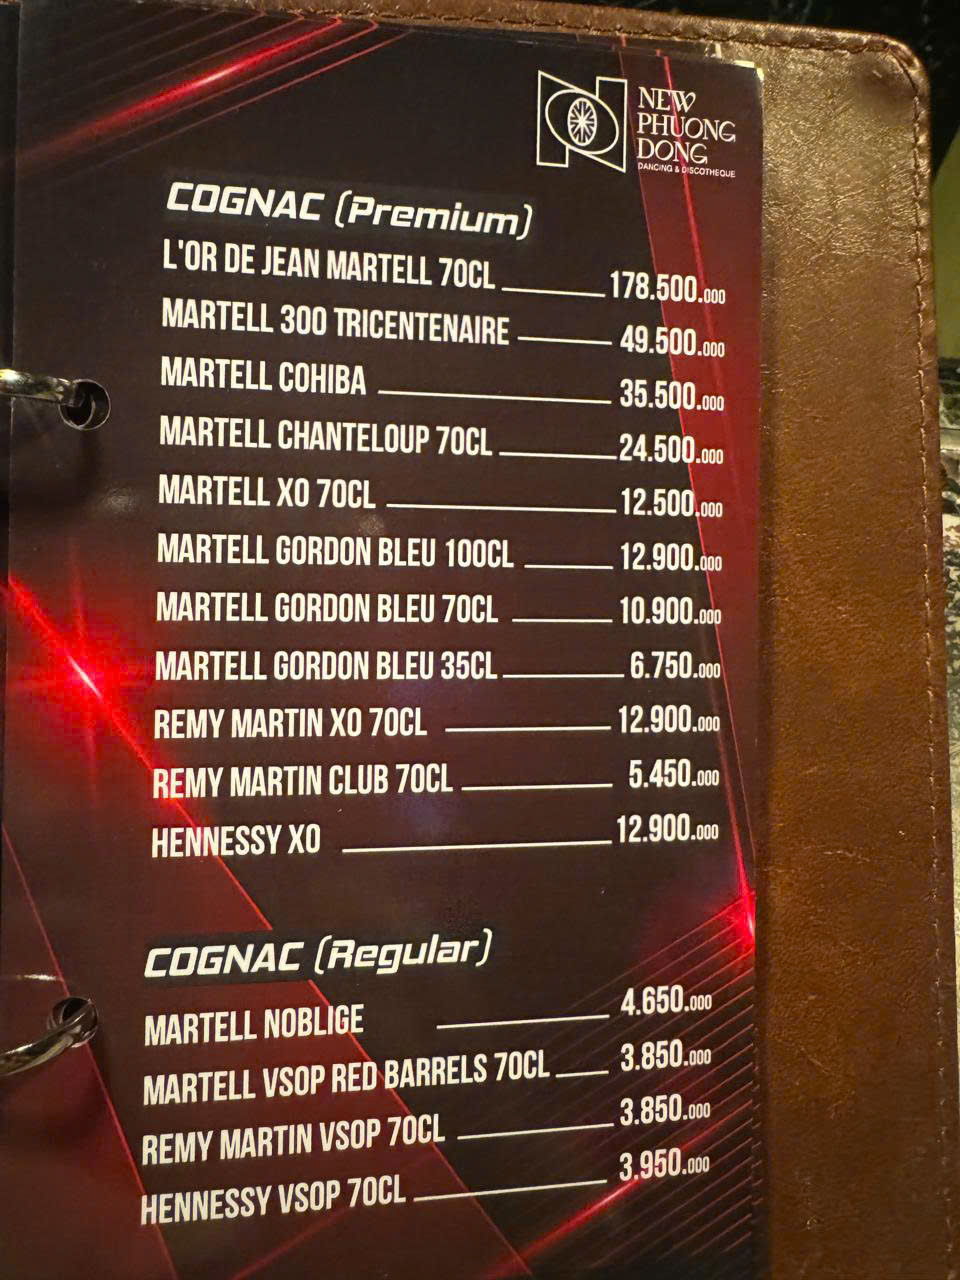 NEW
PHUONG
DONG
DANCING & DISCOTHEQUE
COGNAC (Premium)
L'OR DE JEAN MARTELL 70CL 178.500.000
MARTELL 300 TRICENTENAIRE 49.500.000
MARTELL COHIBA 35.500.000
MARTELL CHANTELOUP 70CL 24.500.000
MARTELL XO 70CL 12.500.000
MARTELL GORDON BLEU 100CL 12.900.000
MARTELL GORDON BLEU 70CL 10.900.000
MARTELL GORDON BLEU 35CL 6.750.000
REMY MARTIN XO 70CL 12.900.000
REMY MARTIN CLUB 70CL 5.450.000
HENNESSY XO 12.900.000
COGNAC (Regular)
MARTELL NOBLIGE 4.650.000
MARTELL VSOP RED BARRELS 70CL 3.850.000
REMY MARTIN VSOP 70CL 3.850.000
HENNESSY VSOP 70CL 3.950.000